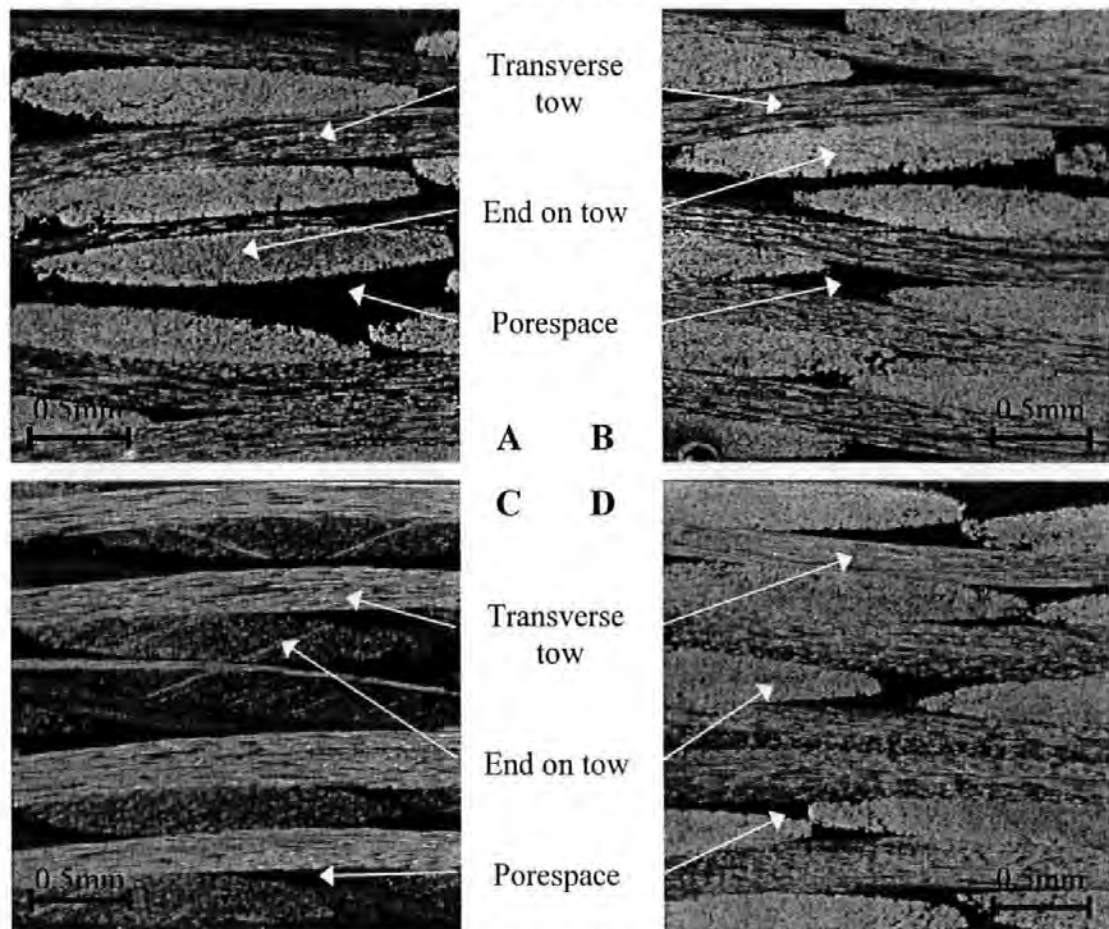 Transverse
tow
End on tow
Porespace
0.5mm
0.5mm
A B
C D
Transverse
tow
End on tow
Porespace
0.5mm
0.5mm